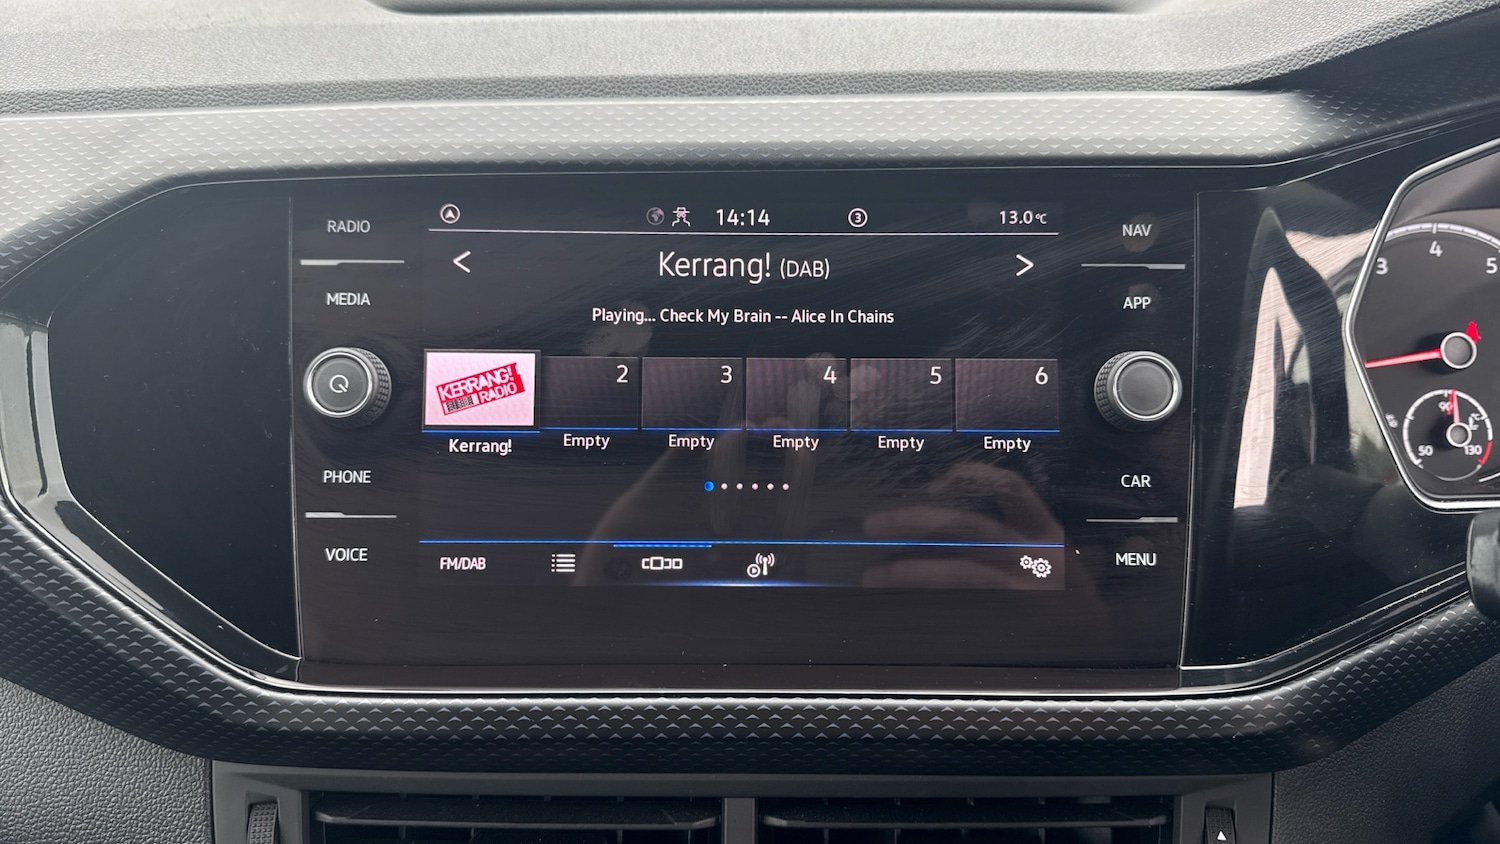 RADIO
MEDIA
PHONE
VOICE
14:14
3
13.0°C
Kerrang! (DAB)
Playing... Check My Brain -- Alice In Chains
KERRANG!
RADIO
2
3
4
5
6
Kerrang!
Empty
Empty
Empty
Empty
Empty
FM/DAB
NAV
APP
CAR
MENU
3
4
5
50
90
130
°C